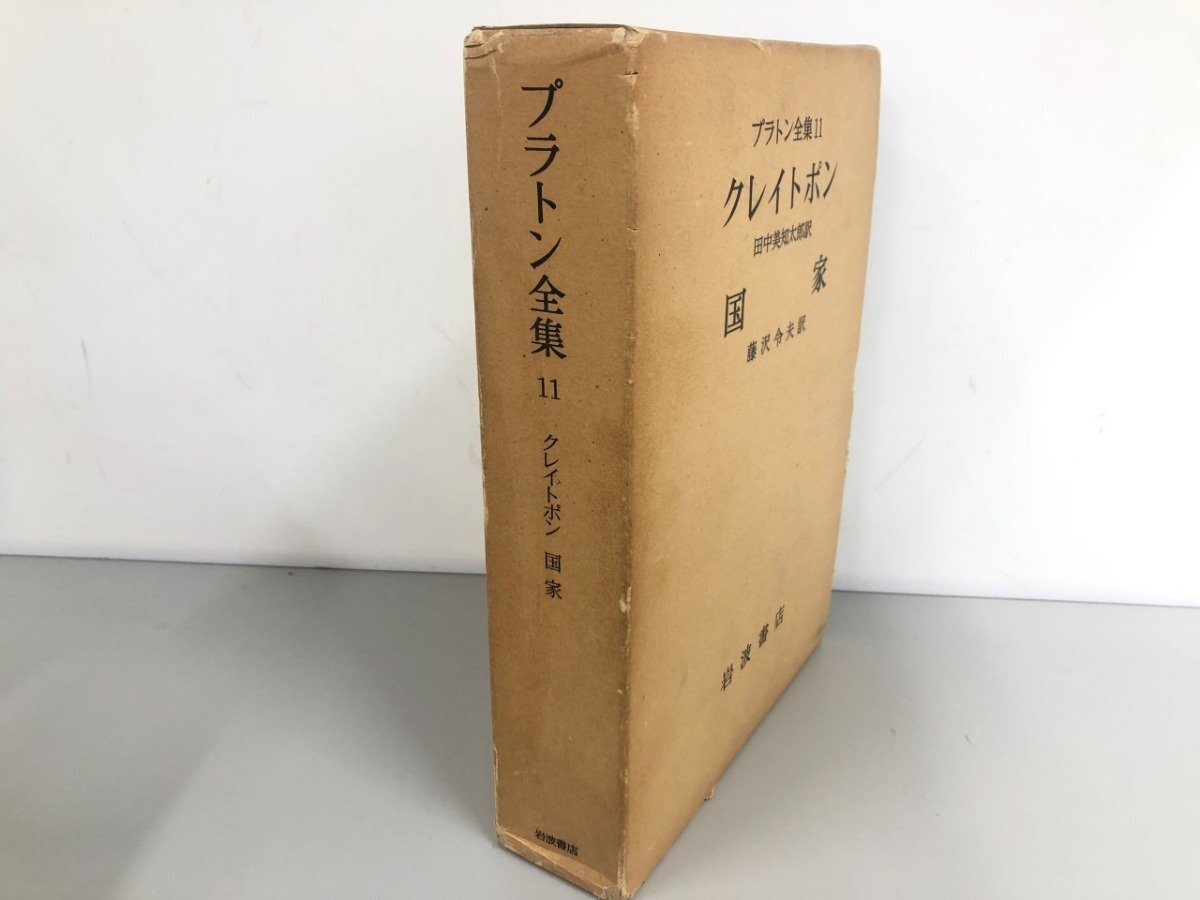 プラトン全集
11
クレイトポン 国家
岩波書店
プラトン全集11
クレイトポン
田中美知太郎訳
国家
藤沢令夫訳
岩波書店